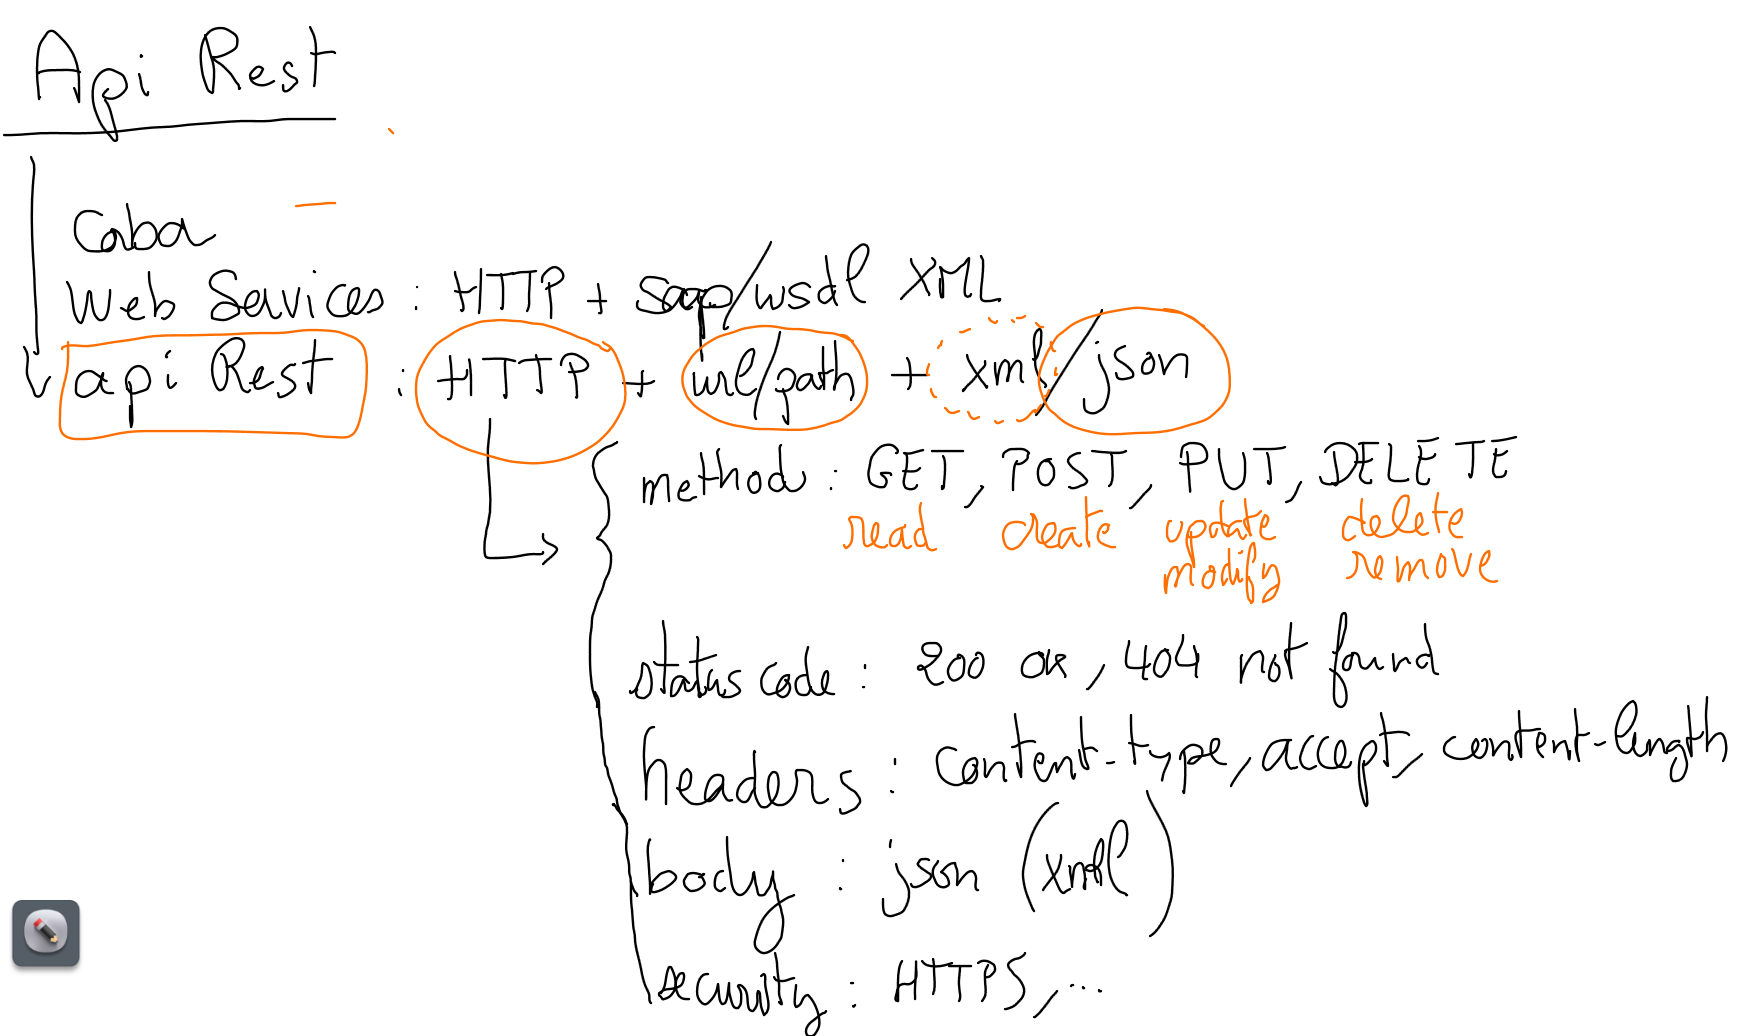 Api Rest
Coba
Web Services : HTTP + soap/wsdl XML
api Rest : HTTP + url/path + xml/json
method : GET, POST, PUT, DELETE
read create update delete
modify remove
status code : 200 ok, 404 not found
headers : content-type, accept, content-length
body : json (xml)
security : HTTPS, ...